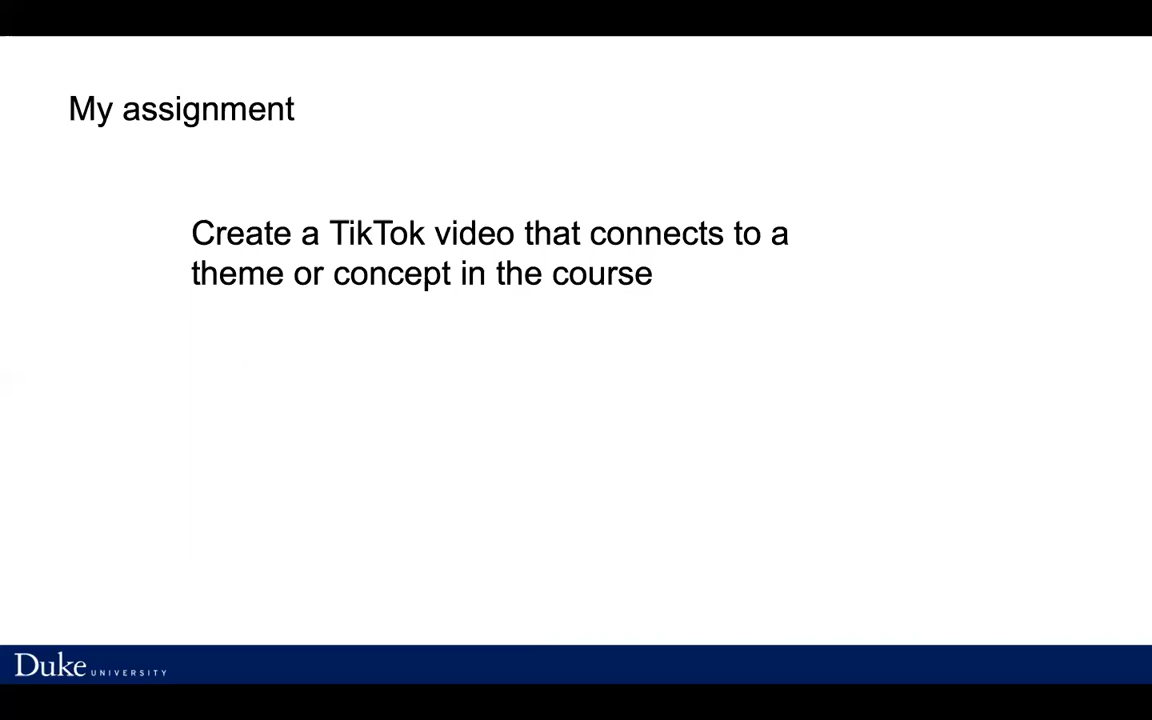 My assignment
Create a TikTok video that connects to a
theme or concept in the course
Duke UNIVERSITY